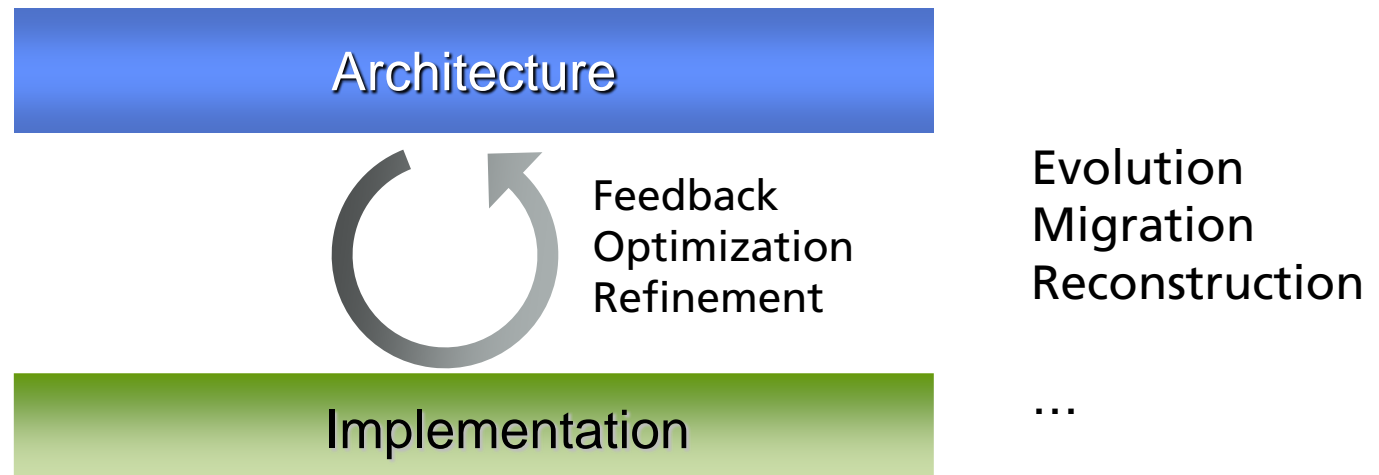 Architecture
Feedback
Optimization
Refinement
Evolution
Migration
Reconstruction
…
Implementation